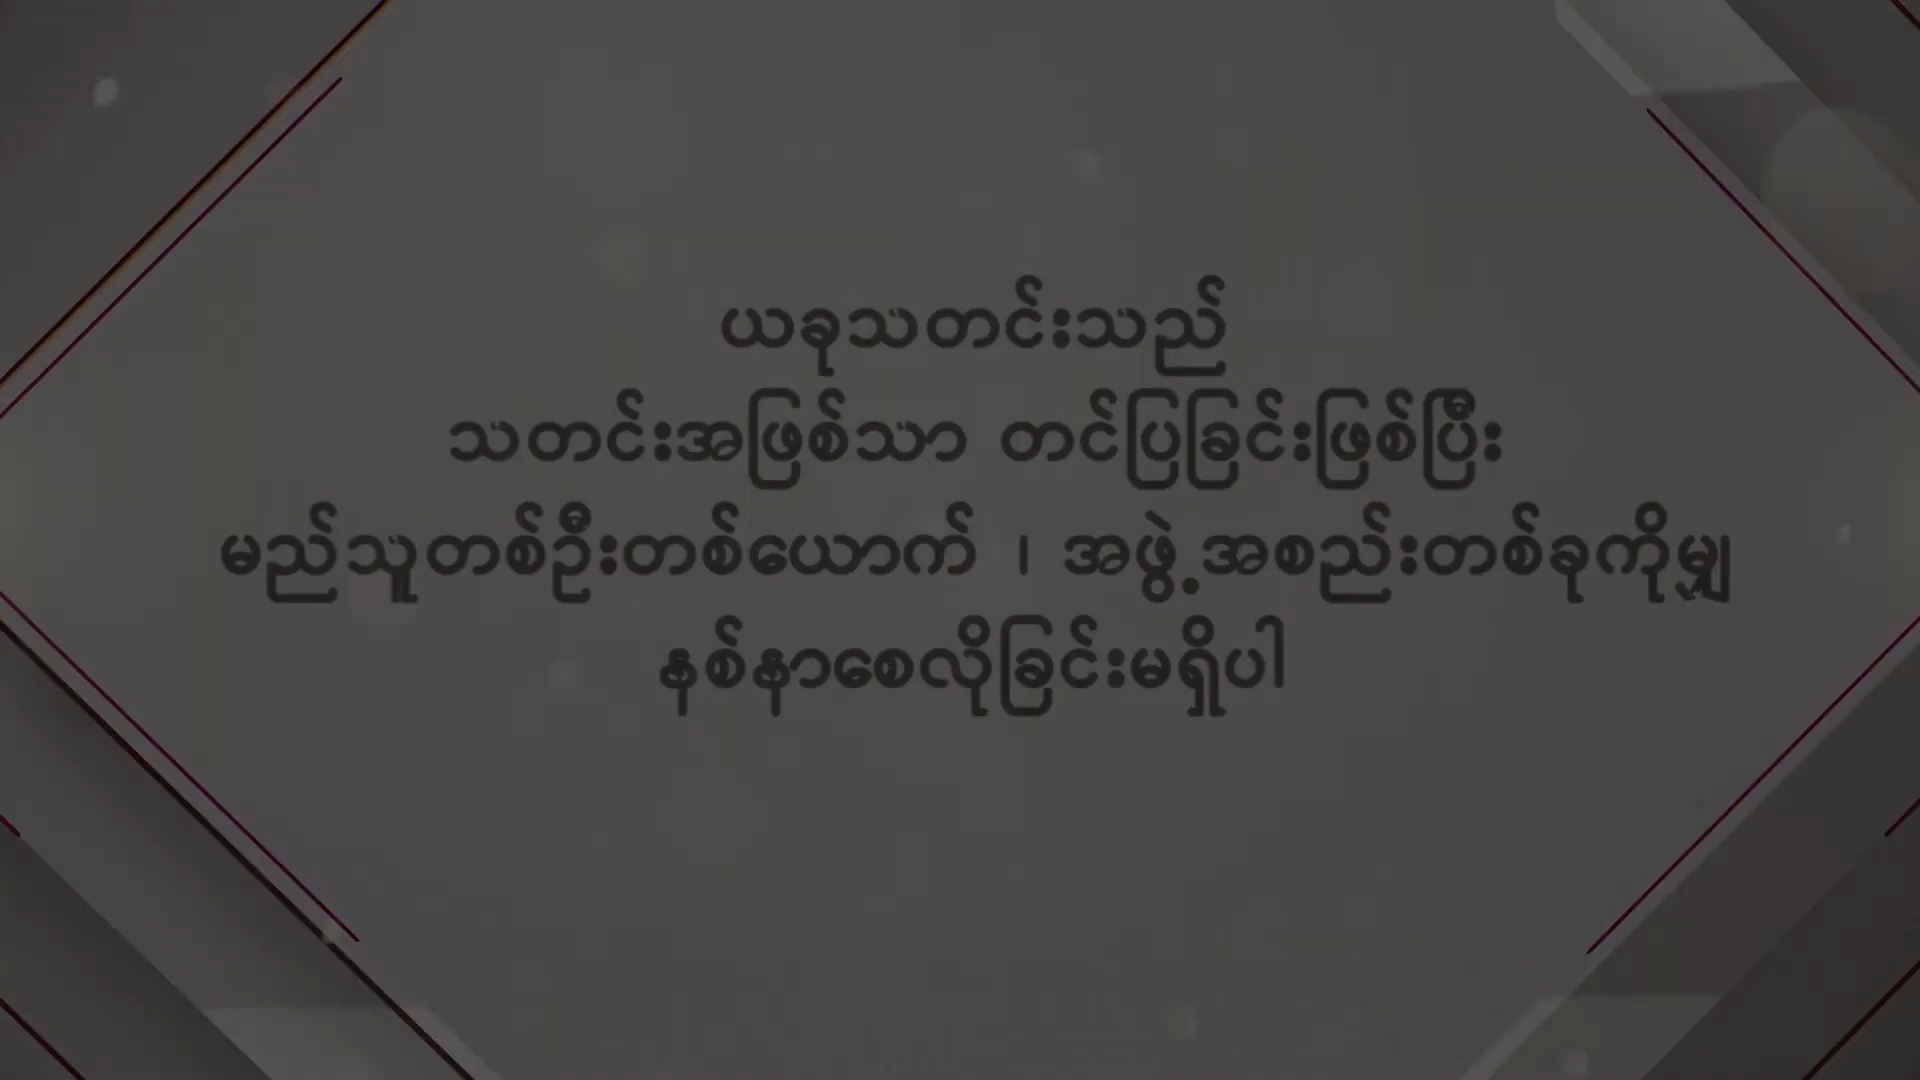 ယခုသတင်းသည်
သတင်းအဖြစ်သာ တင်ပြခြင်းဖြစ်ပြီး
မည်သူတစ်ဦးတစ်ယောက် ၊ အဖွဲ့အစည်းတစ်ခုကိုမျှ
နစ်နာစေလိုခြင်းမရှိပါ